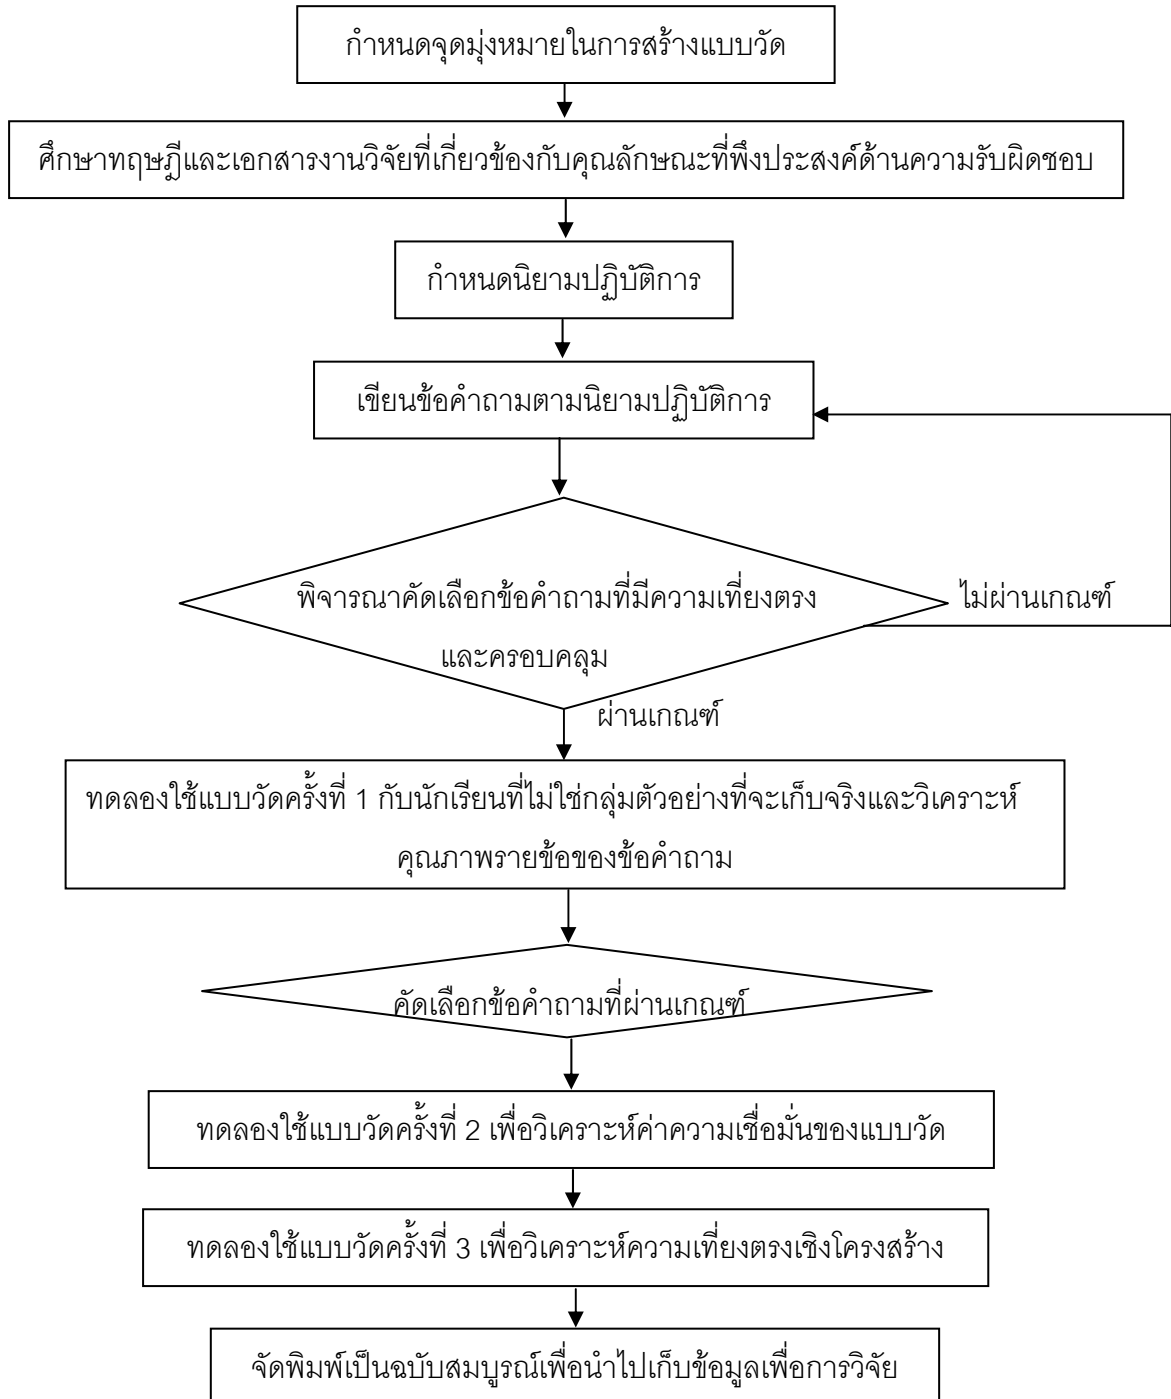 กำหนดจุดมุ่งหมายในการสร้างแบบวัด
ศึกษาทฤษฎีและเอกสารงานวิจัยที่เกี่ยวข้องกับคุณลักษณะที่พึงประสงค์ด้านความรับผิดชอบ
กำหนดนิยามปฏิบัติการ
เขียนข้อคำถามตามนิยามปฏิบัติการ
พิจารณาคัดเลือกข้อคำถามที่มีความเที่ยงตรง
และครอบคลุม
ไม่ผ่านเกณฑ์
ผ่านเกณฑ์
ทดลองใช้แบบวัดครั้งที่ 1 กับนักเรียนที่ไม่ใช่กลุ่มตัวอย่างที่จะเก็บจริงและวิเคราะห์
คุณภาพรายข้อของข้อคำถาม
คัดเลือกข้อคำถามที่ผ่านเกณฑ์
ทดลองใช้แบบวัดครั้งที่ 2 เพื่อวิเคราะห์ค่าความเชื่อมั่นของแบบวัด
ทดลองใช้แบบวัดครั้งที่ 3 เพื่อวิเคราะห์ความเที่ยงตรงเชิงโครงสร้าง
จัดพิมพ์เป็นฉบับสมบูรณ์เพื่อนำไปเก็บข้อมูลเพื่อการวิจัย